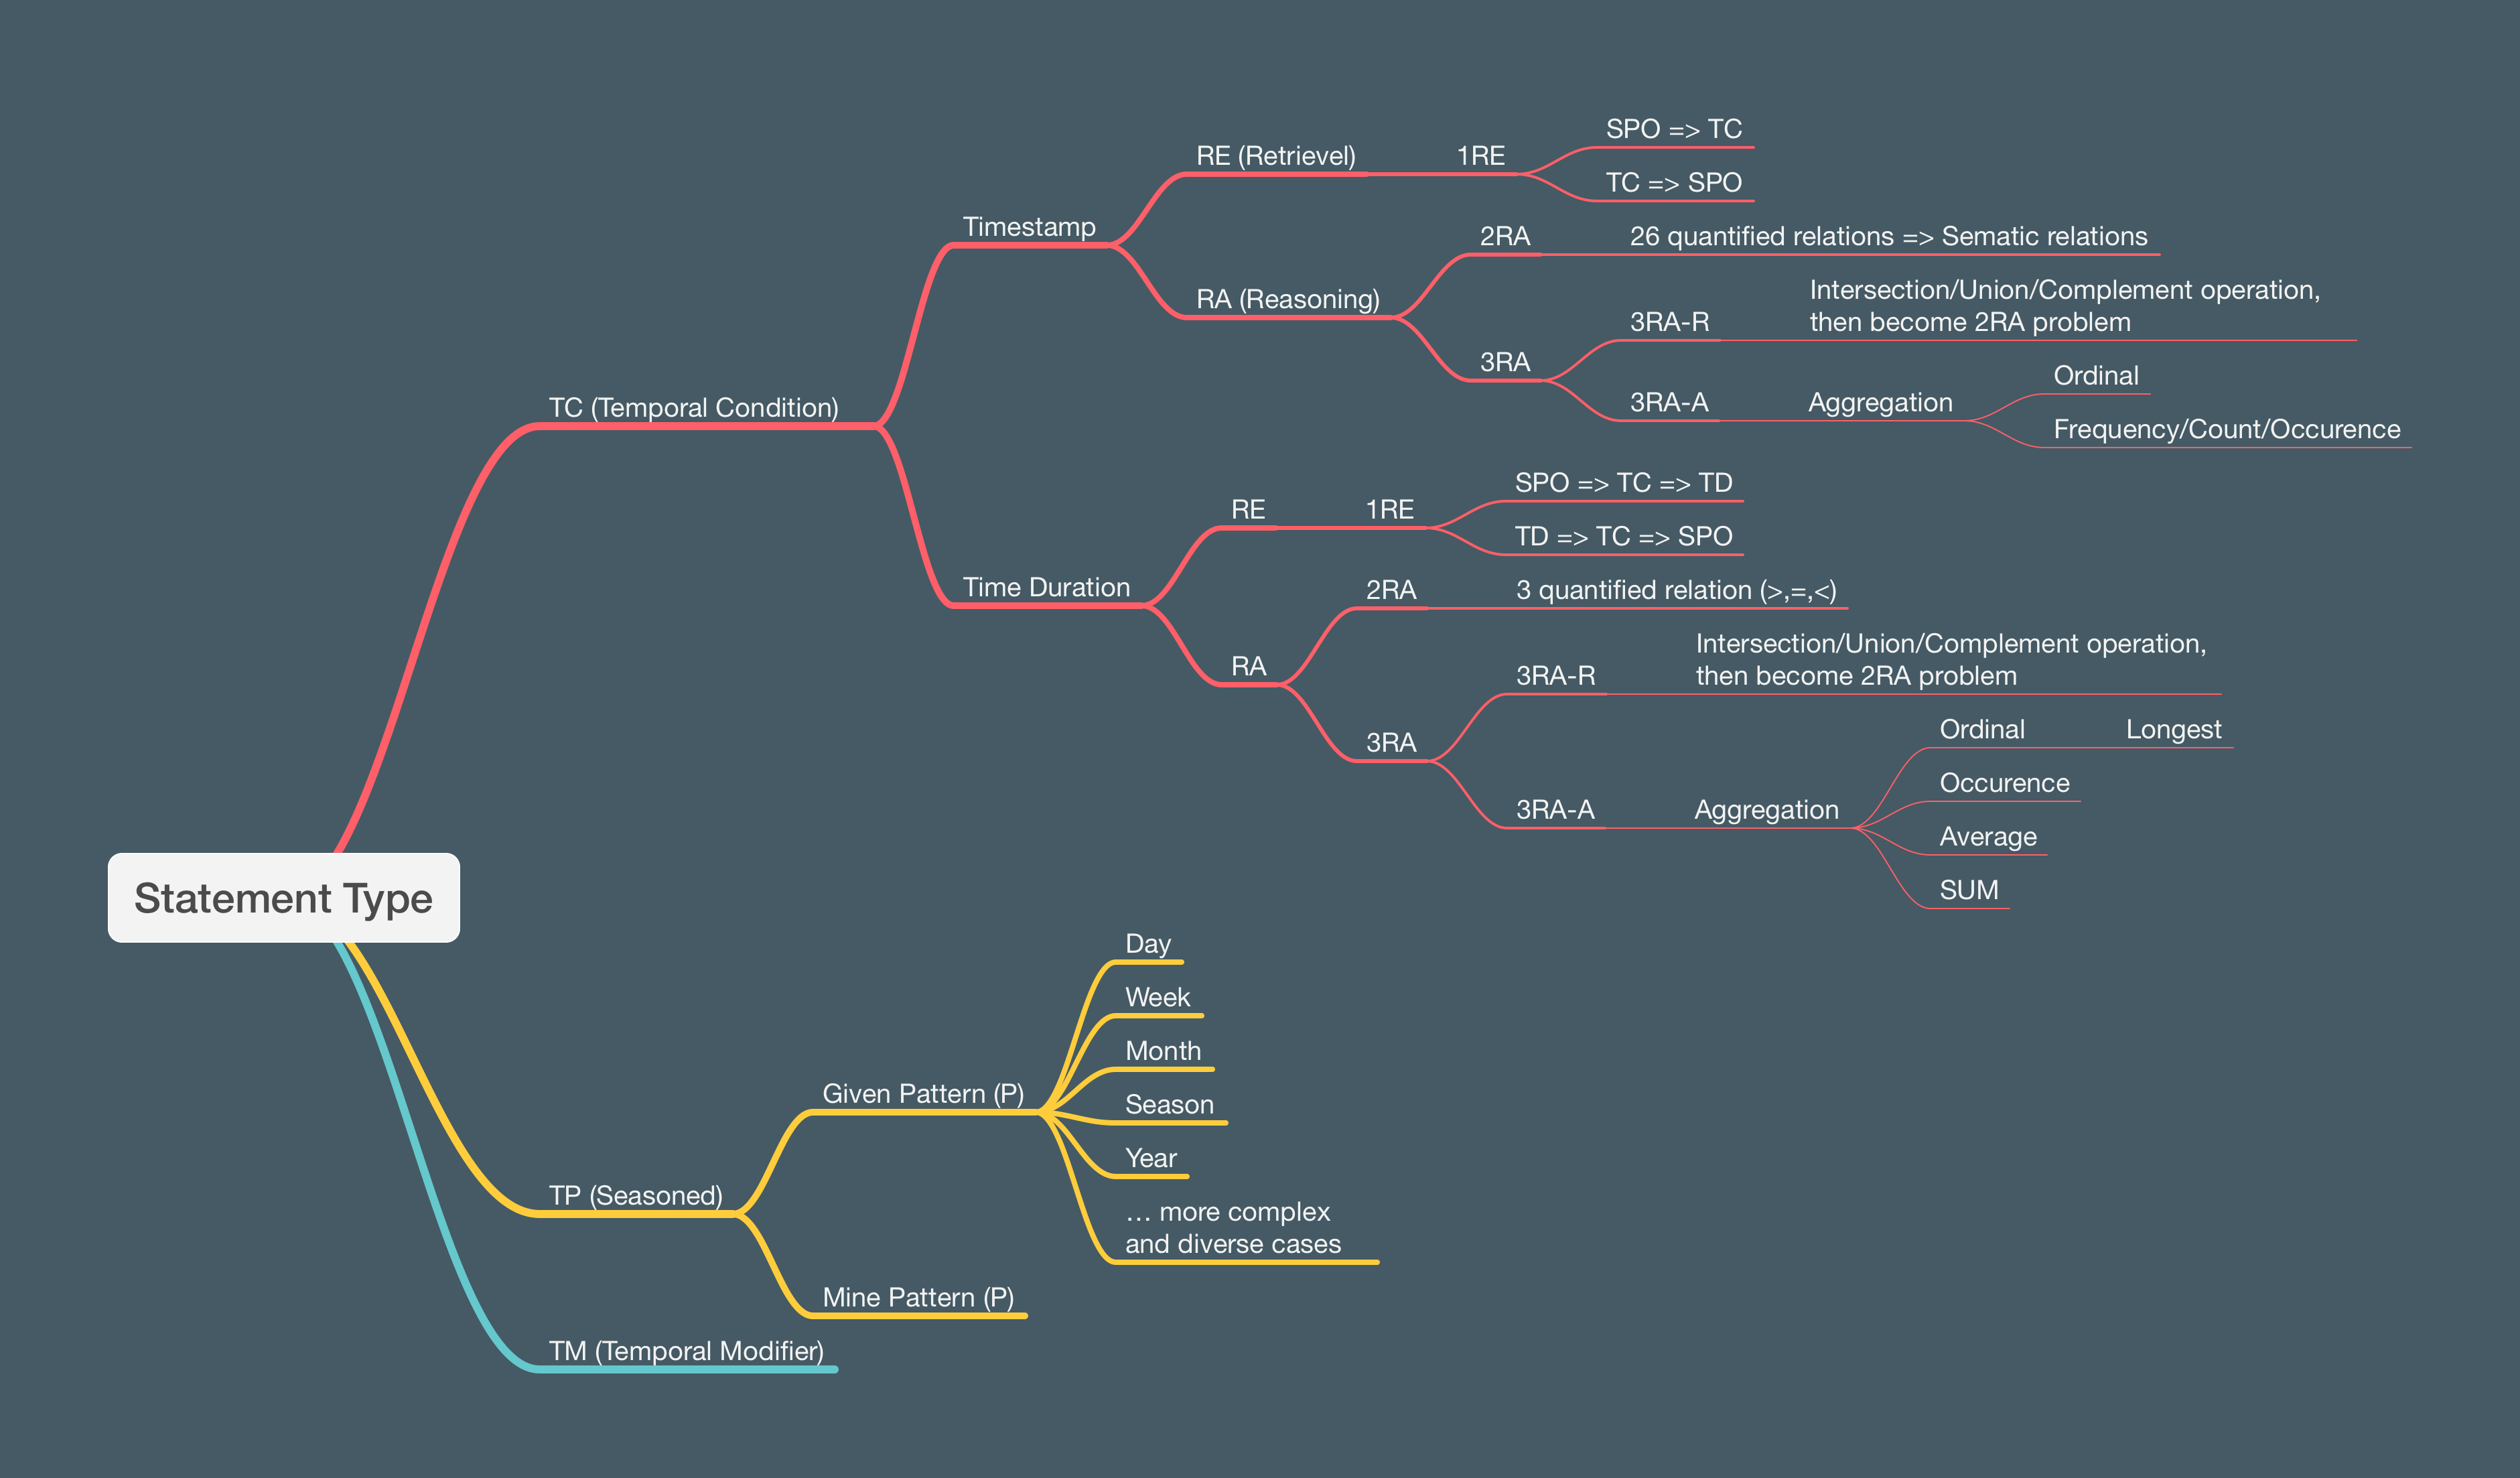 SPO => TC
RE (Retrievel)
1RE
TC => SPO
Timestamp
2RA
26 quantified relations => Sematic relations
RA (Reasoning)
Intersection/Union/Complement operation,
then become 2RA problem
3RA-R
3RA
Ordinal
3RA-A
Aggregation
Frequency/Count/Occurence
TC (Temporal Condition)
SPO => TC => TD
RE
1RE
TD => TC => SPO
Time Duration
2RA
3 quantified relation (>,=,<)
RA
Intersection/Union/Complement operation,
then become 2RA problem
3RA-R
3RA
Ordinal
Longest
Occurence
3RA-A
Aggregation
Average
SUM
Statement Type
Day
Week
Month
Given Pattern (P)
Season
Year
... more complex
and diverse cases
TP (Seasoned)
Mine Pattern (P)
TM (Temporal Modifier)